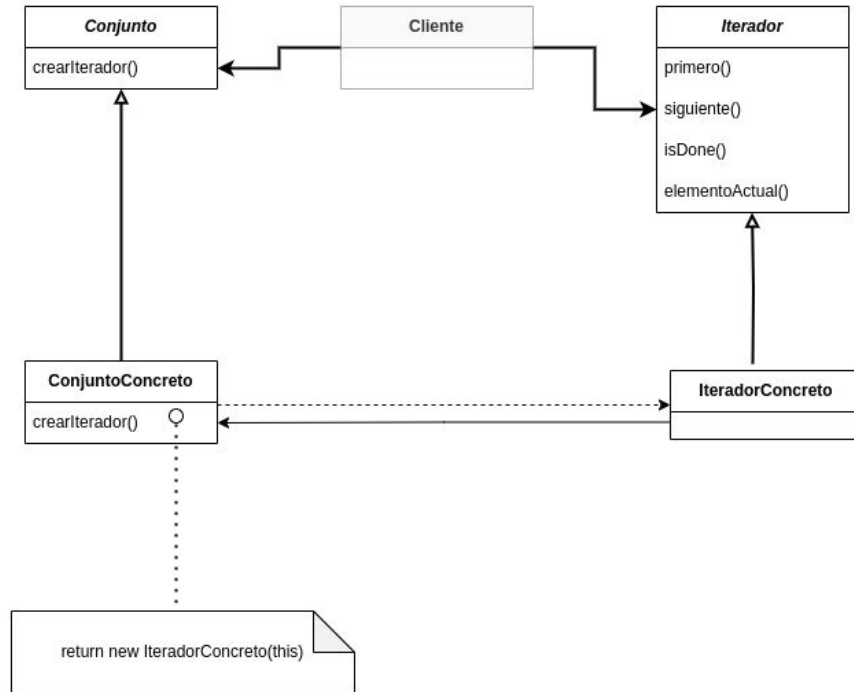 Conjunto
crearIterador()
Cliente
Iterador
primero()
siguiente()
isDone()
elementoActual()
ConjuntoConcreto
crearIterador()
IteradorConcreto
return new IteradorConcreto(this)